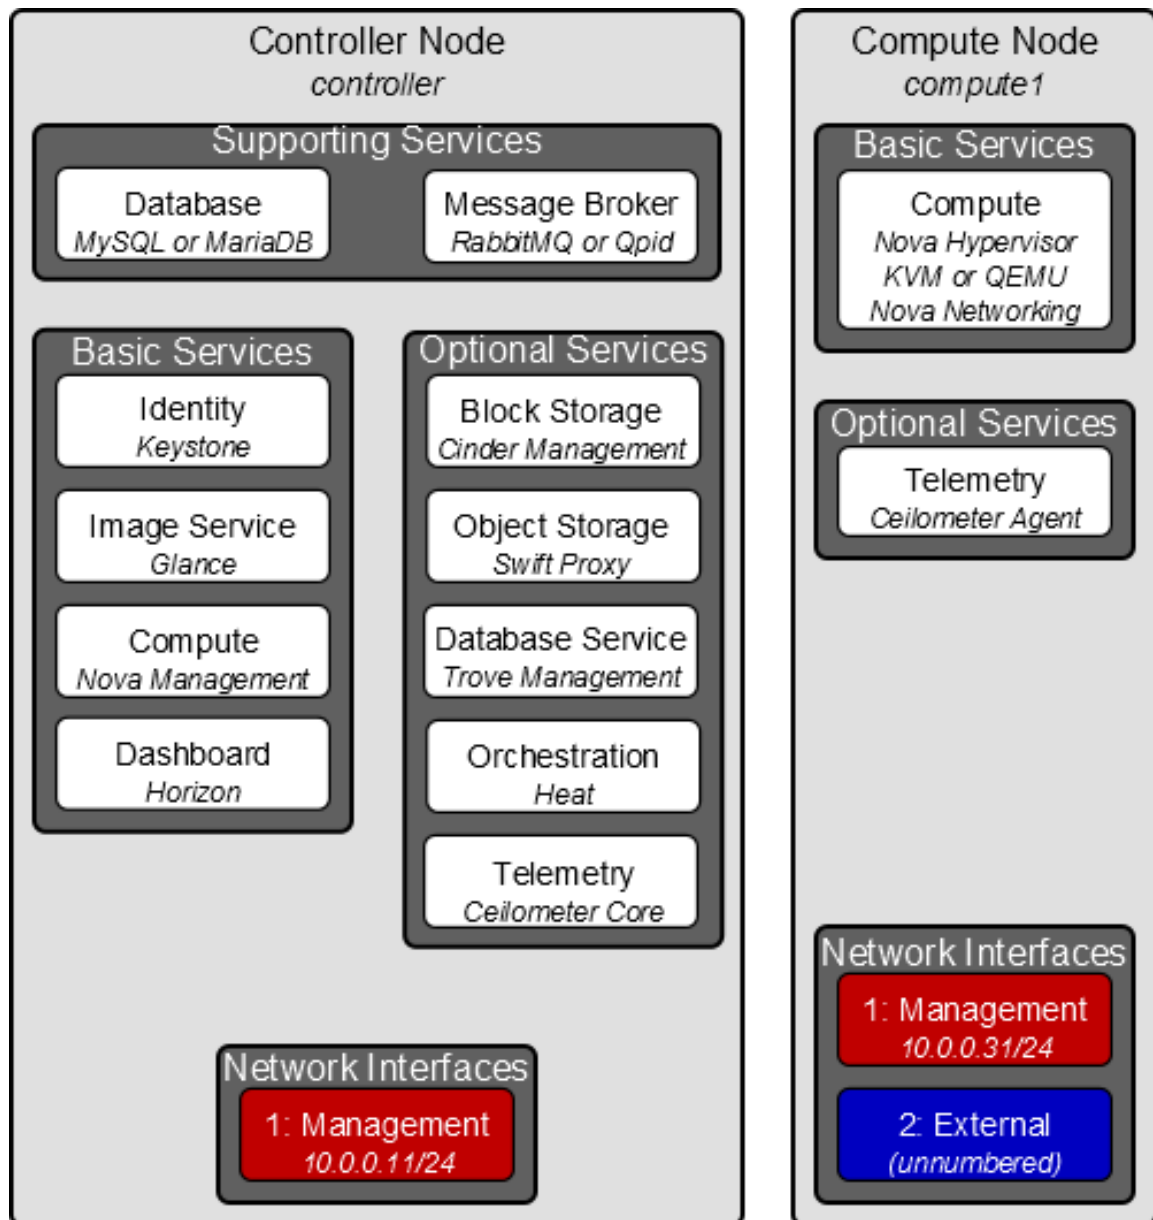 Controller Node
controller
Supporting Services
Database
MySQL or MariaDB
Message Broker
RabbitMQ or Qpid
Basic Services
Identity
Keystone
Image Service
Glance
Compute
Nova Management
Dashboard
Horizon
Optional Services
Block Storage
Cinder Management
Object Storage
Swift Proxy
Database Service
Trove Management
Orchestration
Heat
Telemetry
Ceilometer Core
Network Interfaces
1: Management
10.0.0.11/24
Compute Node
compute1
Basic Services
Compute
Nova Hypervisor
KVM or QEMU
Nova Networking
Optional Services
Telemetry
Ceilometer Agent
Network Interfaces
1: Management
10.0.0.31/24
2: External
(unnumbered)